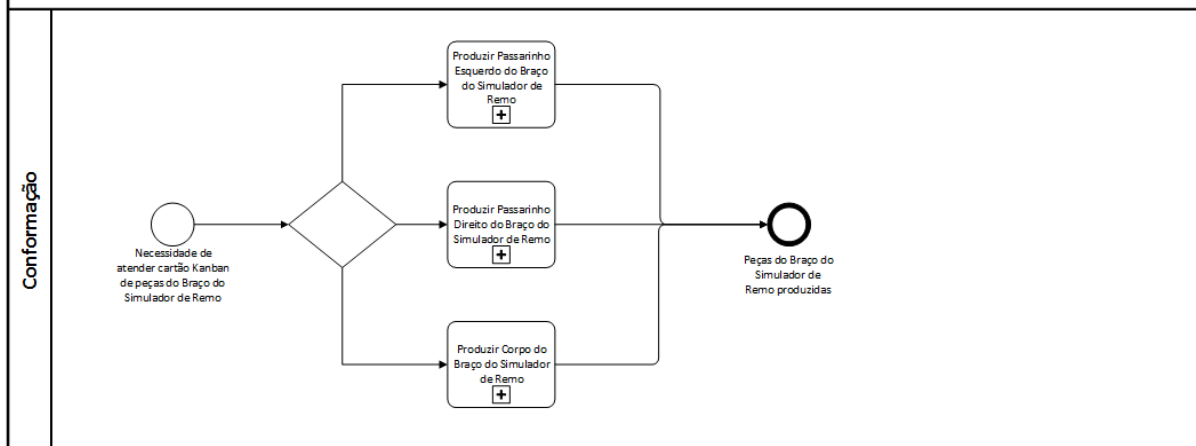 Conformação
Necessidade de
atender cartão Kanban
de peças do Braço do
Simulador de Remo
Produzir Passarinho
Esquerdo do Braço
do Simulador de
Remo
Produzir Passarinho
Direito do Braço do
Simulador de Remo
Produzir Corpo do
Braço do Simulador
de Remo
Peças do Braço do
Simulador de
Remo produzidas